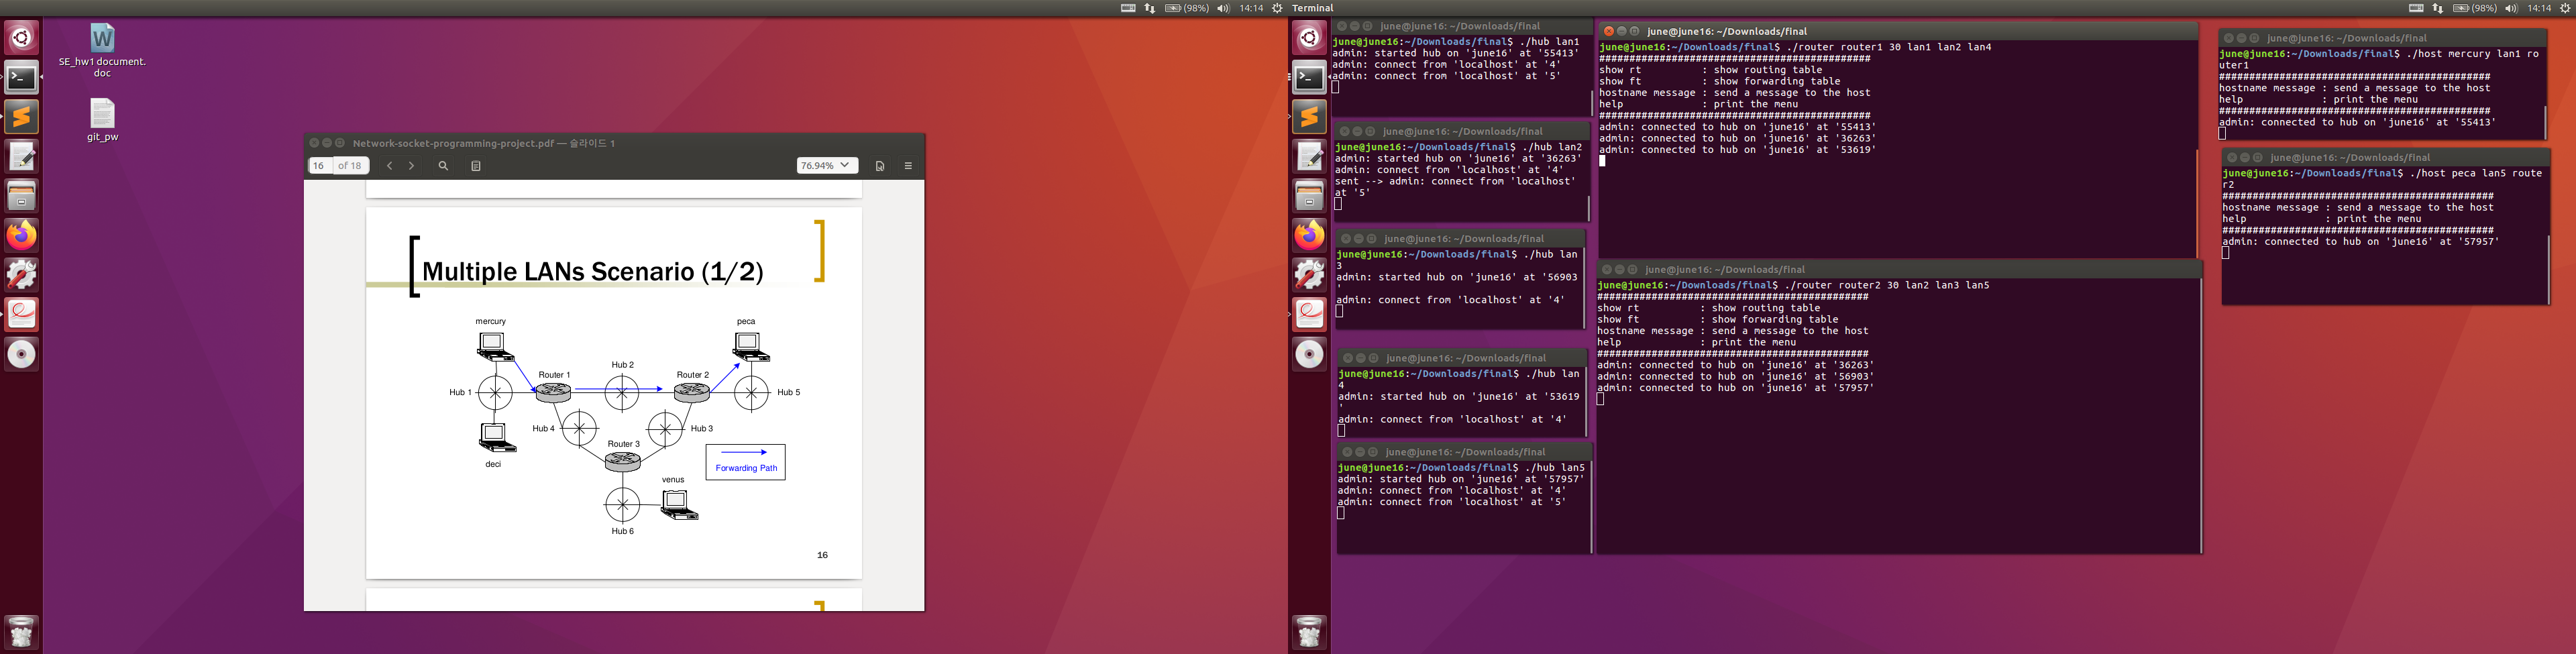 (98%)
14:14
Terminal
(98%)
14:14
SE_hw1 document.
doc
git_pw
Network-socket-programming-project.pdf — 슬라이드 1
16 of 18
76.94%
Multiple LANs Scenario (1/2)
mercury
peca
Hub 2
Router 1
Router 2
Hub 1
Hub 5
Hub 4
Hub 3
Router 3
deci
Forwarding Path
venus
Hub 6
16
june@june16: ~/Downloads/final
june@june16:~/Downloads/final$ ./hub lan1
admin: started hub on 'june16' at '55413'
admin: connect from 'localhost' at '4'
admin: connect from 'localhost' at '5'
june@june16: ~/Downloads/final
june@june16:~/Downloads/final$ ./hub lan2
admin: started hub on 'june16' at '36263'
admin: connect from 'localhost' at '4'
sent --> admin: connect from 'localhost'
at '5'
june@june16: ~/Downloads/final
june@june16:~/Downloads/final$ ./hub lan
3
admin: started hub on 'june16' at '56903
'
admin: connect from 'localhost' at '4'
june@june16: ~/Downloads/final
june@june16:~/Downloads/final$ ./hub lan
4
admin: started hub on 'june16' at '53619
'
admin: connect from 'localhost' at '4'
june@june16: ~/Downloads/final
june@june16:~/Downloads/final$ ./hub lan5
admin: started hub on 'june16' at '57957'
admin: connect from 'localhost' at '4'
admin: connect from 'localhost' at '5'
june@june16: ~/Downloads/final
june@june16:~/Downloads/final$ ./router router1 30 lan1 lan2 lan4
#############################################
show rt : show routing table
show ft : show forwarding table
hostname message : send a message to the host
help : print the menu
#############################################
admin: connected to hub on 'june16' at '55413'
admin: connected to hub on 'june16' at '36263'
admin: connected to hub on 'june16' at '53619'
june@june16: ~/Downloads/final
june@june16:~/Downloads/final$ ./router router2 30 lan2 lan3 lan5
#############################################
show rt : show routing table
show ft : show forwarding table
hostname message : send a message to the host
help : print the menu
#############################################
admin: connected to hub on 'june16' at '36263'
admin: connected to hub on 'june16' at '56903'
admin: connected to hub on 'june16' at '57957'
june@june16: ~/Downloads/final
june@june16:~/Downloads/final$ ./host mercury lan1 ro
uter1
#############################################
hostname message : send a message to the host
help : print the menu
#############################################
admin: connected to hub on 'june16' at '55413'
june@june16: ~/Downloads/final
june@june16:~/Downloads/final$ ./host peca lan5 route
r2
#############################################
hostname message : send a message to the host
help : print the menu
#############################################
admin: connected to hub on 'june16' at '57957'